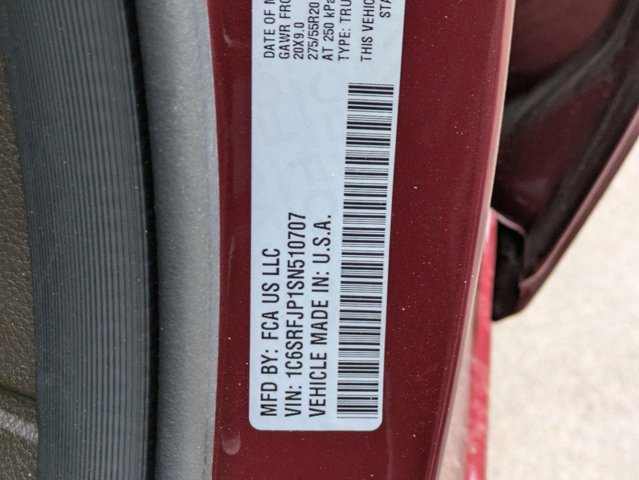 DATE OF M
GAWR FRO
20X9.0
275/55R20
AT 250 kPa
TYPE: TRU
THIS VEHIC
STA
MFD BY: FCA US LLC
VIN: 1C6SRFJP1SN510707
VEHICLE MADE IN: U.S.A.